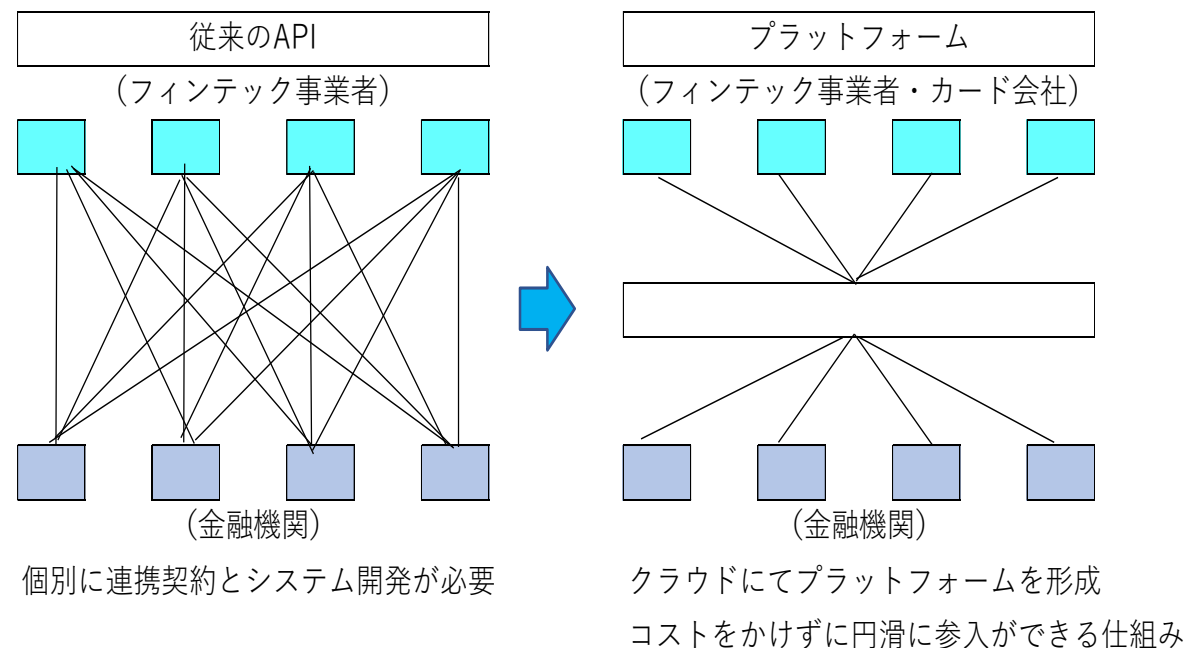 従来のAPI
(フィンテック事業者)
(金融機関)
個別に連携契約とシステム開発が必要
プラットフォーム
(フィンテック事業者・カード会社)
(金融機関)
クラウドにてプラットフォームを形成
コストをかけずに円滑に参入ができる仕組み